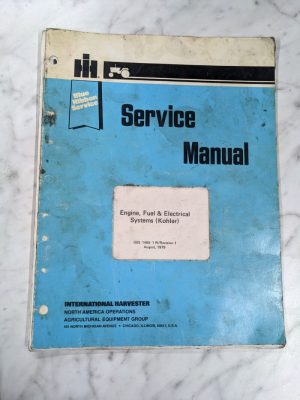 IH
Blue
Ribbon
Service
Service
Manual
Engine, Fuel & Electrical
Systems (Kohler)
August, 1979
INTERNATIONAL HARVESTER
NORTH AMERICA OPERATIONS
AGRICULTURAL EQUIPMENT GROUP
401 NORTH MICHIGAN AVENUE • CHICAGO, ILLINOIS, 60611, U.S.A.